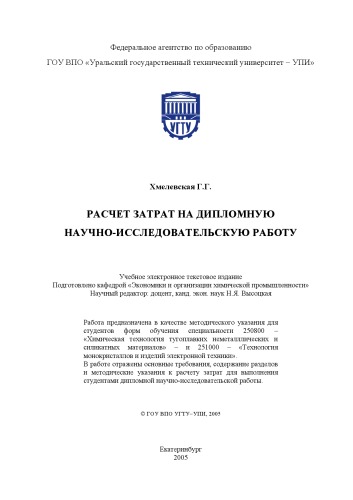 Федеральное агентство по образованию
ГОУ ВПО «Уральский государственный технический университет – УПИ»
УГТУ
Хмелевская Г.Г.
РАСЧЕТ ЗАТРАТ НА ДИПЛОМНУЮ
НАУЧНО-ИССЛЕДОВАТЕЛЬСКУЮ РАБОТУ
Учебное электронное текстовое издание
Подготовлено кафедрой «Экономики и организации химической промышленности»
Научный редактор: доцент, канд. экон. наук Н.Я. Высоцкая
Работа предназначена в качестве методического указания для
студентов форм обучения специальности 250800 –
«Химическая технология тугоплавких неметаллических и
силикатных материалов» – и 251000 – «Технология
монокристаллов и изделий электронной техники».
В работе отражены основные требования, содержание разделов
и методические указания к расчету затрат для выполнения
студентами дипломной научно-исследовательской работы.
© ГОУ ВПО УГТУ–УПИ, 2005
Екатеринбург
2005